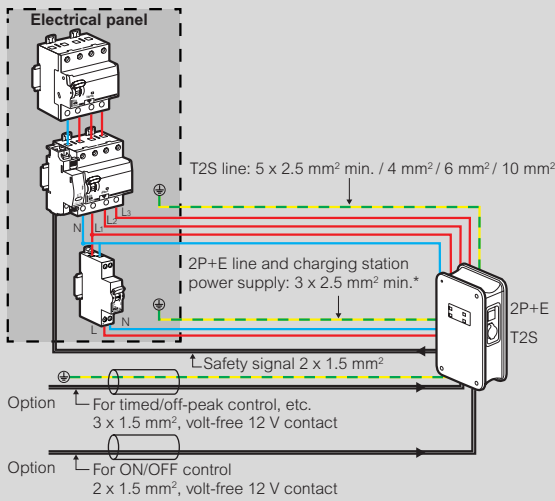 Electrical panel
T2S line: 5 x 2.5 mm² min. / 4 mm² / 6 mm² / 10 mm²
N
L1
L2
L3
2P+E line and charging station
power supply: 3 x 2.5 mm² min.*
L
N
2P+E
T2S
Safety signal 2 x 1.5 mm²
Option
For timed/off-peak control, etc.
3 x 1.5 mm², volt-free 12 V contact
Option
For ON/OFF control
2 x 1.5 mm², volt-free 12 V contact